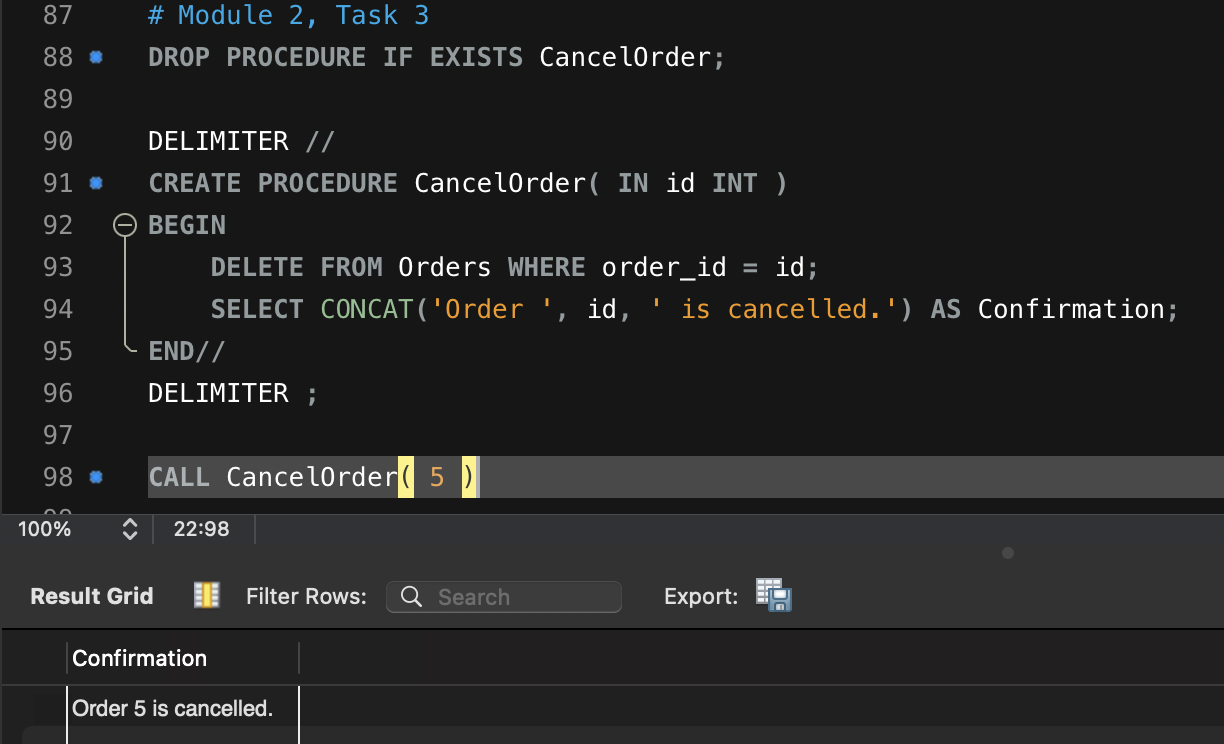 87 # Module 2, Task 3
88 DROP PROCEDURE IF EXISTS CancelOrder;
89
90 DELIMITER //
91 CREATE PROCEDURE CancelOrder( IN id INT )
92 BEGIN
93 DELETE FROM Orders WHERE order_id = id;
94 SELECT CONCAT('Order ', id, ' is cancelled.') AS Confirmation;
95 END//
96 DELIMITER ;
97
98 CALL CancelOrder( 5 )
100% 22:98
Result Grid Filter Rows: Search Export:
Confirmation
Order 5 is cancelled.